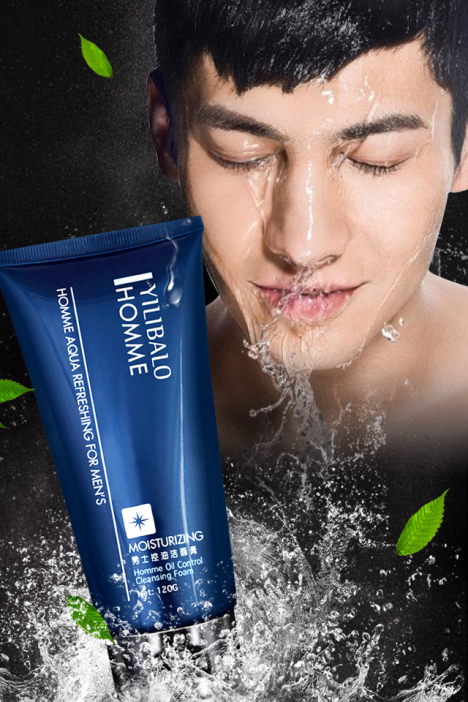 YILIBALO
HOMME
HOMME AQUA REFRESHING FOR MEN'S
MOISTURIZING
男士控油洁面膏
Homme Oil Control
Cleansing Foam
Net: 120G